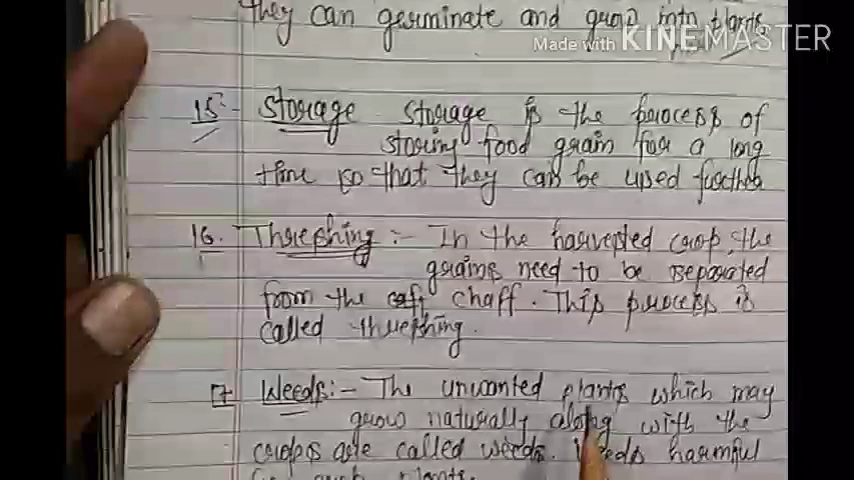 they can germinate and grow into plants
Made with KINEMASTER
15:- Storage storage is the process of
storing food grain for a long
time so that they can be used further
16. Threshing :- In the harvested crop, the
grains need to be separated
from the chaff. This process is
called threshing.
17 Weeds:- The unwanted plants which may
grow naturally along with the
crops are called weeds. Weeds harmful
plants.